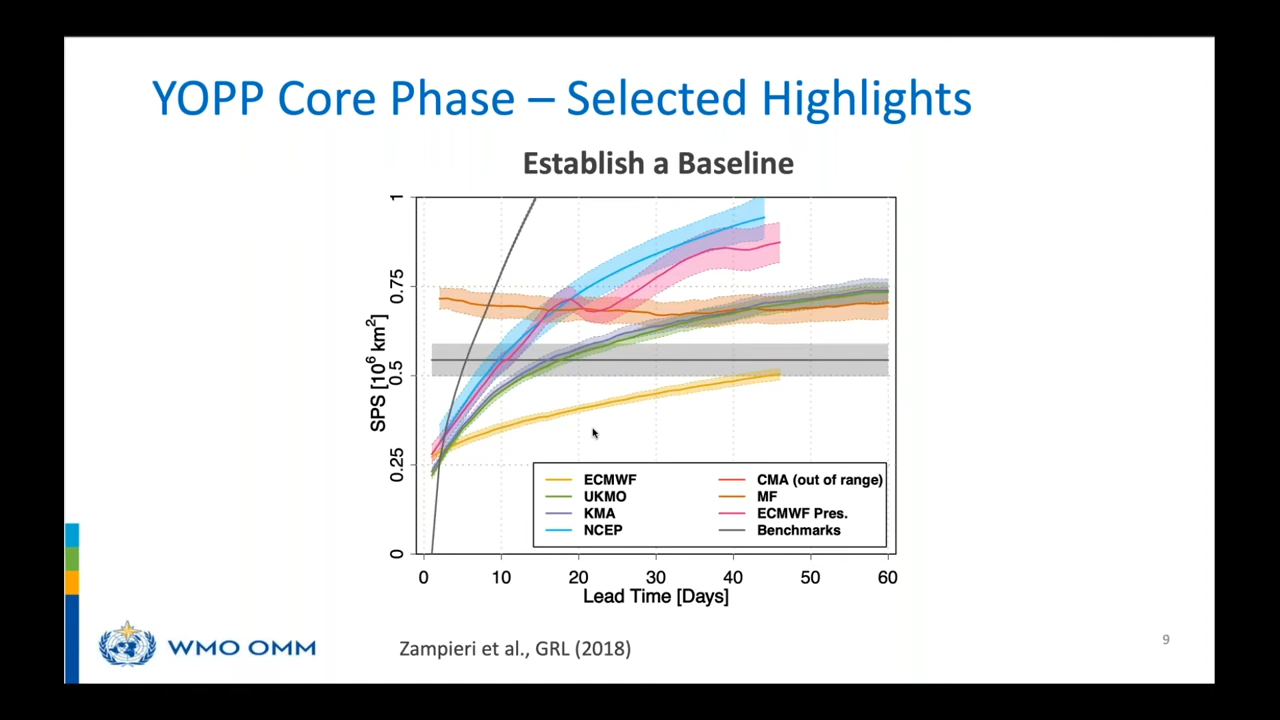 YOPP Core Phase – Selected Highlights
Establish a Baseline
SPS [10⁶ km²]
1
0.75
0.5
0.25
0
ECMWF
UKMO
KMA
NCEP
CMA (out of range)
MF
ECMWF Pres.
Benchmarks
0 10 20 30 40 50 60
Lead Time [Days]
WMO OMM
Zampieri et al., GRL (2018)
9